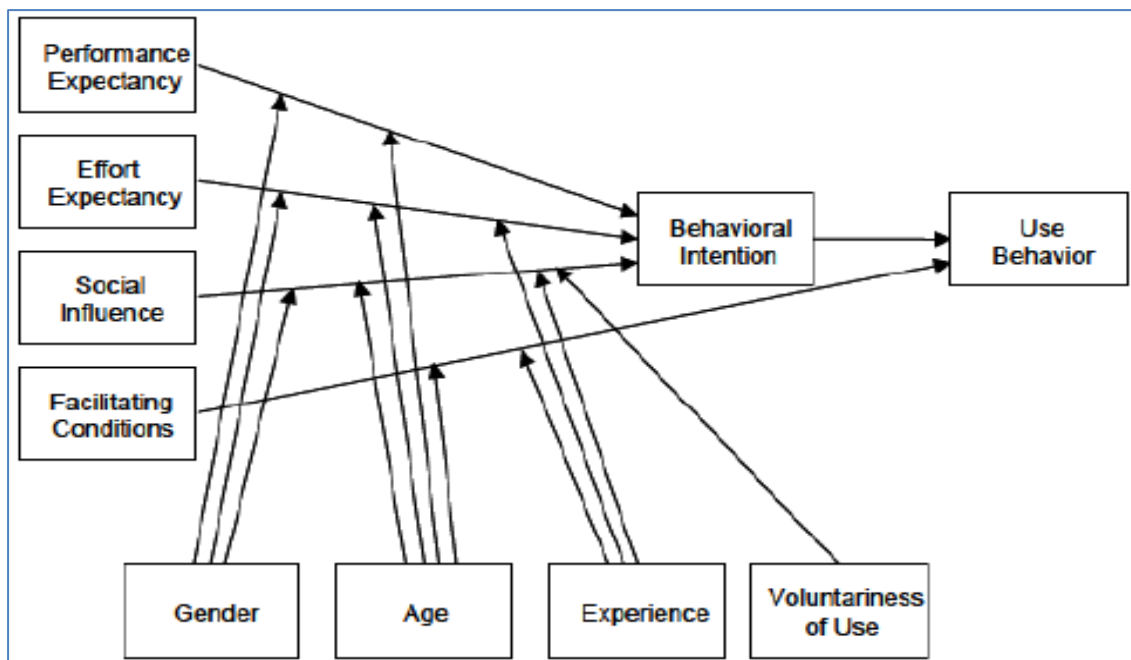 Performance
Expectancy
Effort
Expectancy
Social
Influence
Facilitating
Conditions
Behavioral
Intention
Use
Behavior
Gender
Age
Experience
Voluntariness
of Use